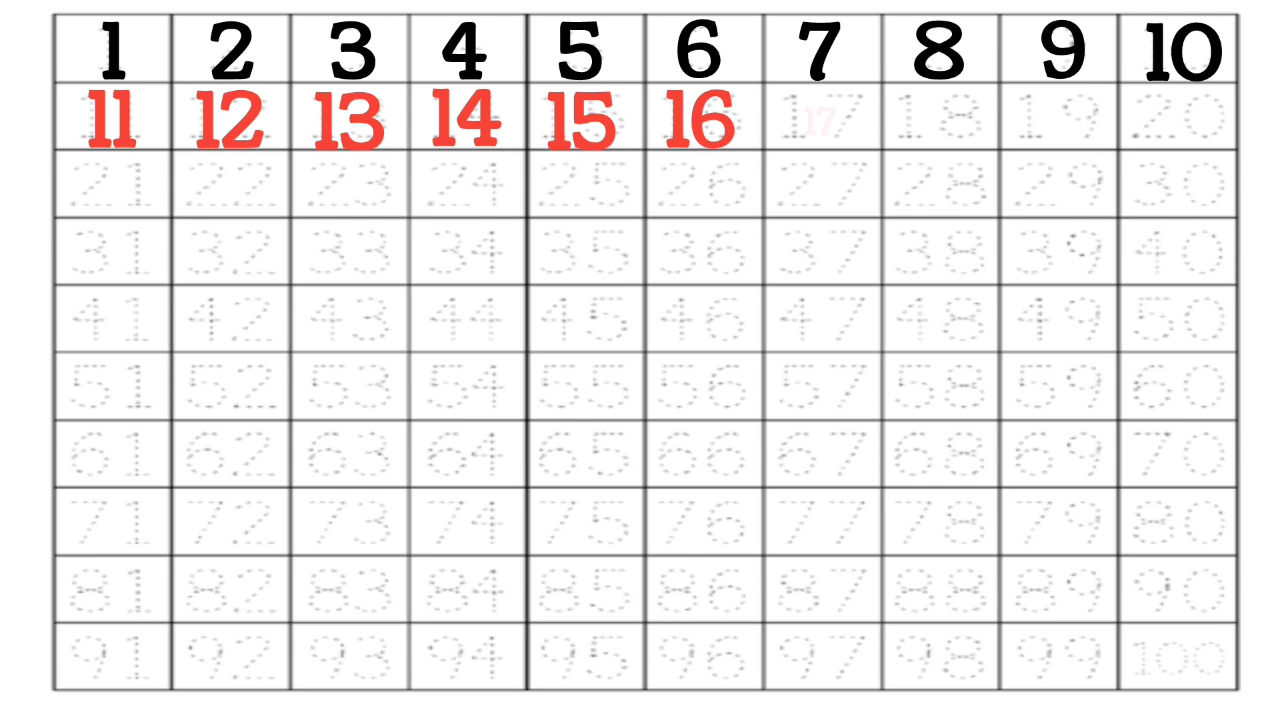 1 2 3 4 5 6 7 8 9 10
11 12 13 14 15 16 17 18 19 20
21 22 23 24 25 26 27 28 29 30
31 32 33 34 35 36 37 38 39 40
41 42 43 44 45 46 47 48 49 50
51 52 53 54 55 56 57 58 59 60
61 62 63 64 65 66 67 68 69 70
71 72 73 74 75 76 77 78 79 80
81 82 83 84 85 86 87 88 89 90
91 92 93 94 95 96 97 98 99 100